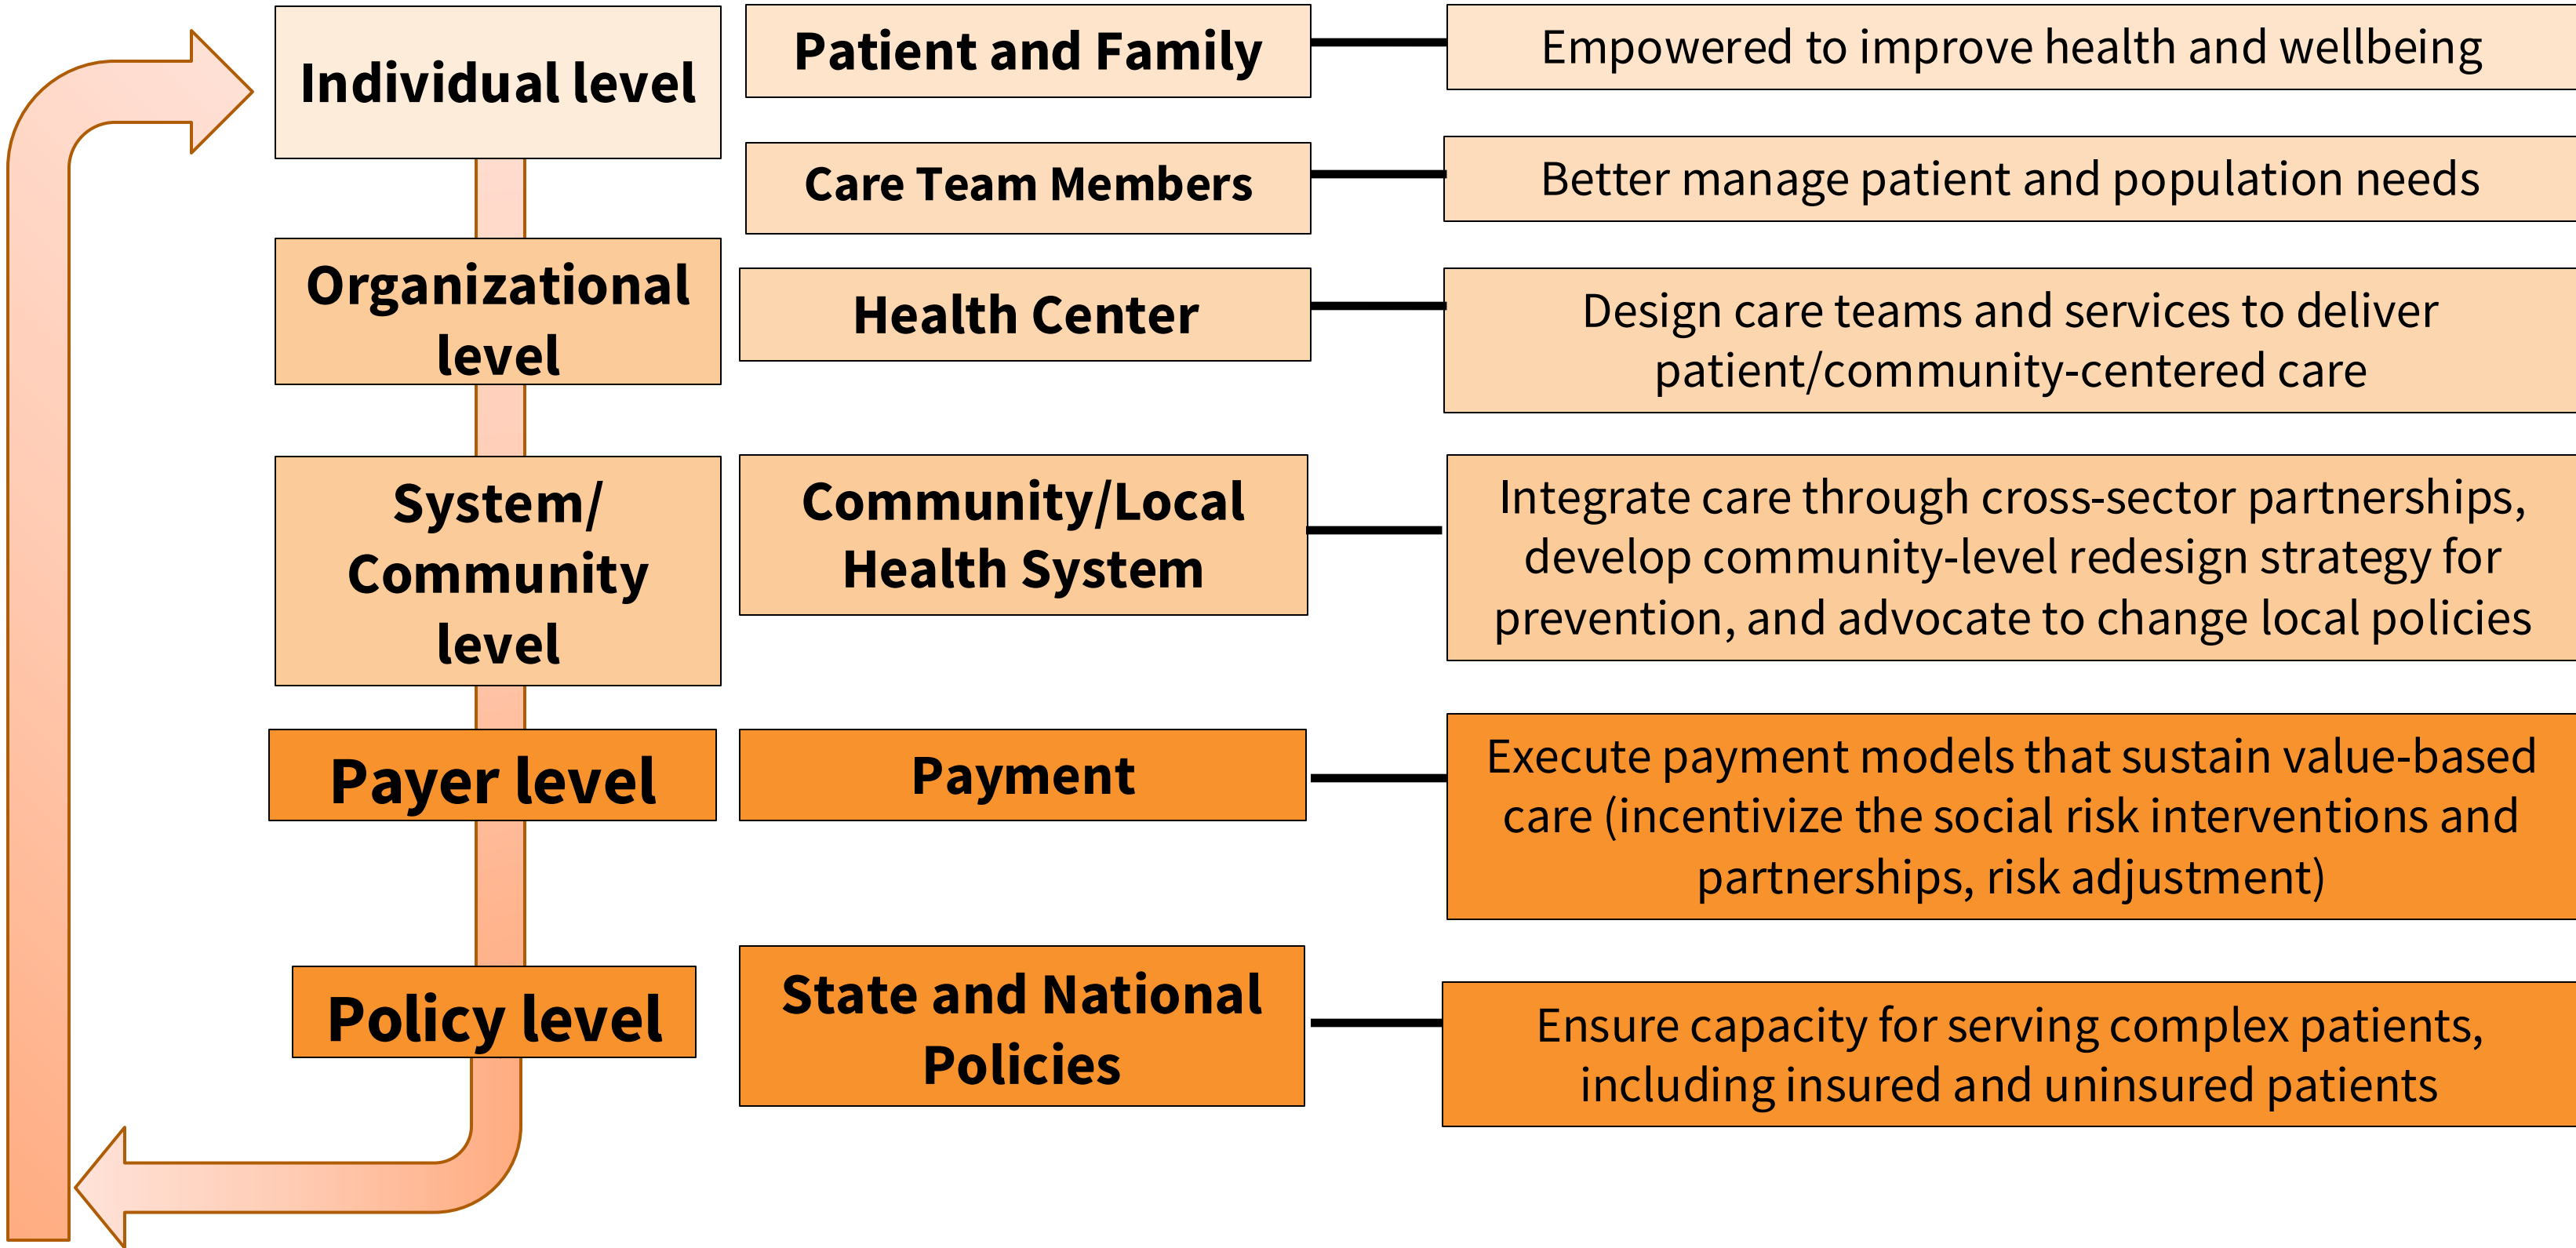 Individual level
Patient and Family
Empowered to improve health and wellbeing
Care Team Members
Better manage patient and population needs
Organizational
level
Health Center
Design care teams and services to deliver
patient/community-centered care
System/
Community
level
Community/Local
Health System
Integrate care through cross-sector partnerships,
develop community-level redesign strategy for
prevention, and advocate to change local policies
Payer level
Payment
Execute payment models that sustain value-based
care (incentivize the social risk interventions and
partnerships, risk adjustment)
Policy level
State and National
Policies
Ensure capacity for serving complex patients,
including insured and uninsured patients